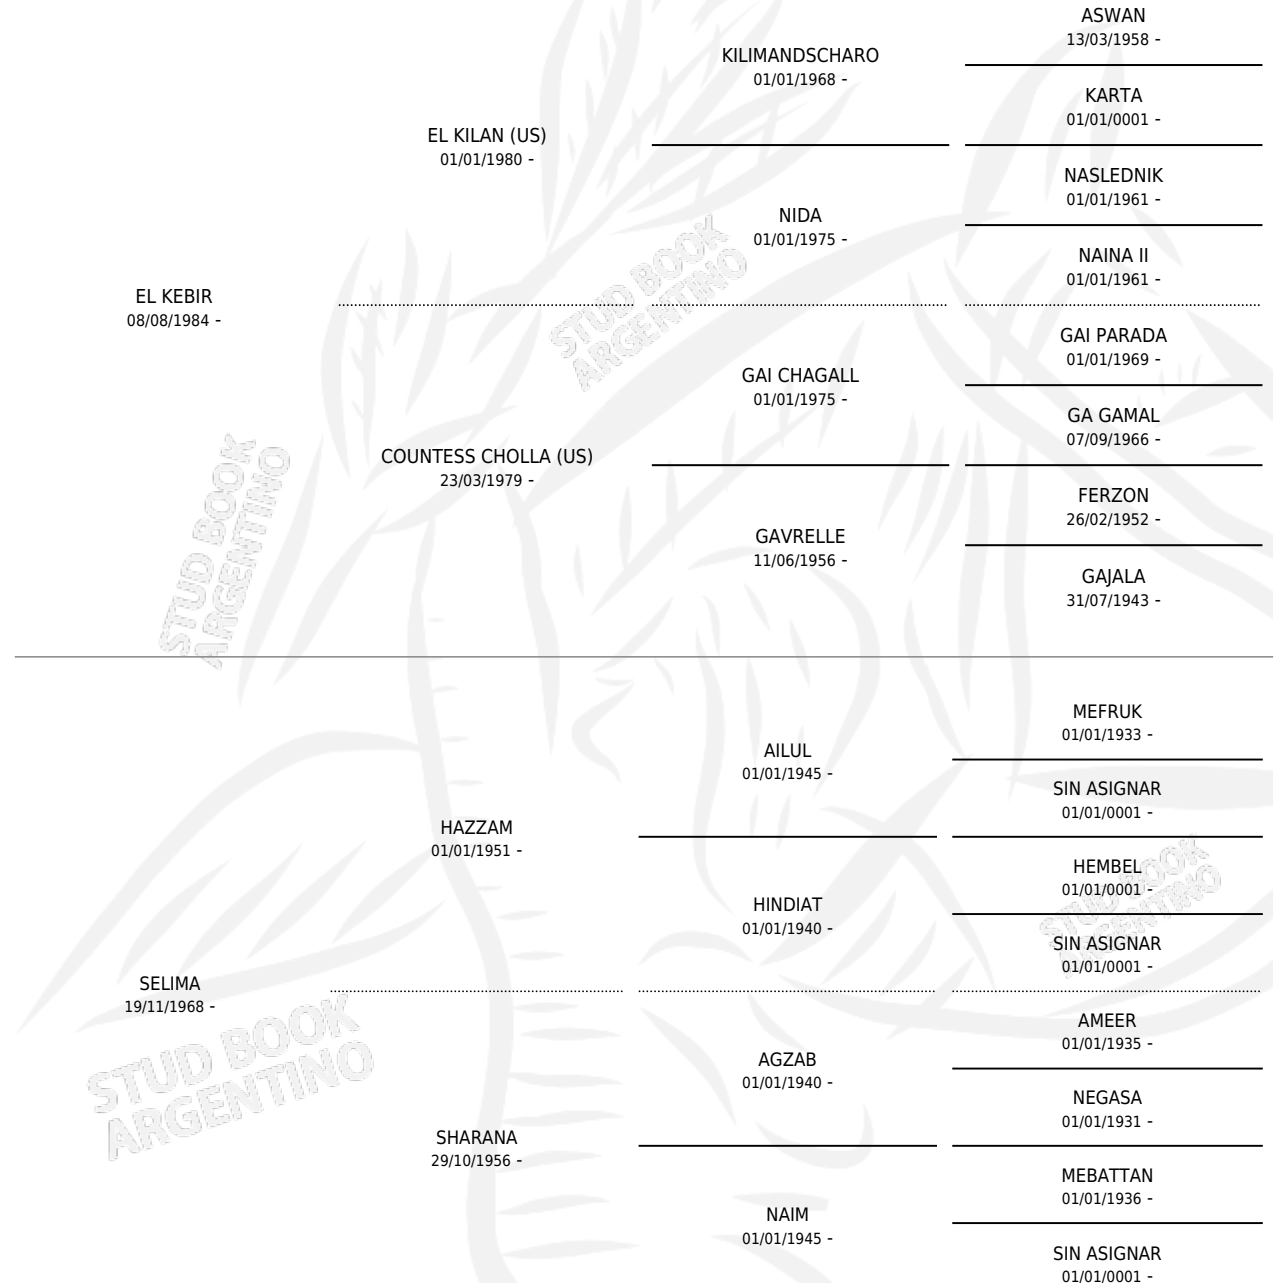 ASWAN
13/03/1958 -
KILIMANDSCHARO
01/01/1968 -
KARTA
01/01/0001 -
EL KILAN (US)
01/01/1980 -
NASLEDNIK
01/01/1961 -
NIDA
01/01/1975 -
NAINA II
01/01/1961 -
EL KEBIR
08/08/1984 -
GAI PARADA
01/01/1969 -
GAI CHAGALL
01/01/1975 -
GA GAMAL
07/09/1966 -
COUNTESS CHOLLA (US)
23/03/1979 -
FERZON
26/02/1952 -
GAVRELLE
11/06/1956 -
GAJALA
31/07/1943 -
STUD BOOK
ARGENTINO
STUD BOOK
ARGENTINO
MEFRUK
01/01/1933 -
AILUL
01/01/1945 -
SIN ASIGNAR
01/01/0001 -
HAZZAM
01/01/1951 -
HEMBEL
01/01/0001 -
HINDIAT
01/01/1940 -
SIN ASIGNAR
01/01/0001 -
SELIMA
19/11/1968 -
AMEER
01/01/1935 -
AGZAB
01/01/1940 -
NEGASA
01/01/1931 -
SHARANA
29/10/1956 -
MEBATTAN
01/01/1936 -
NAIM
01/01/1945 -
SIN ASIGNAR
01/01/0001 -
STUD BOOK
ARGENTINO
STUD BOOK
ARGENTINO